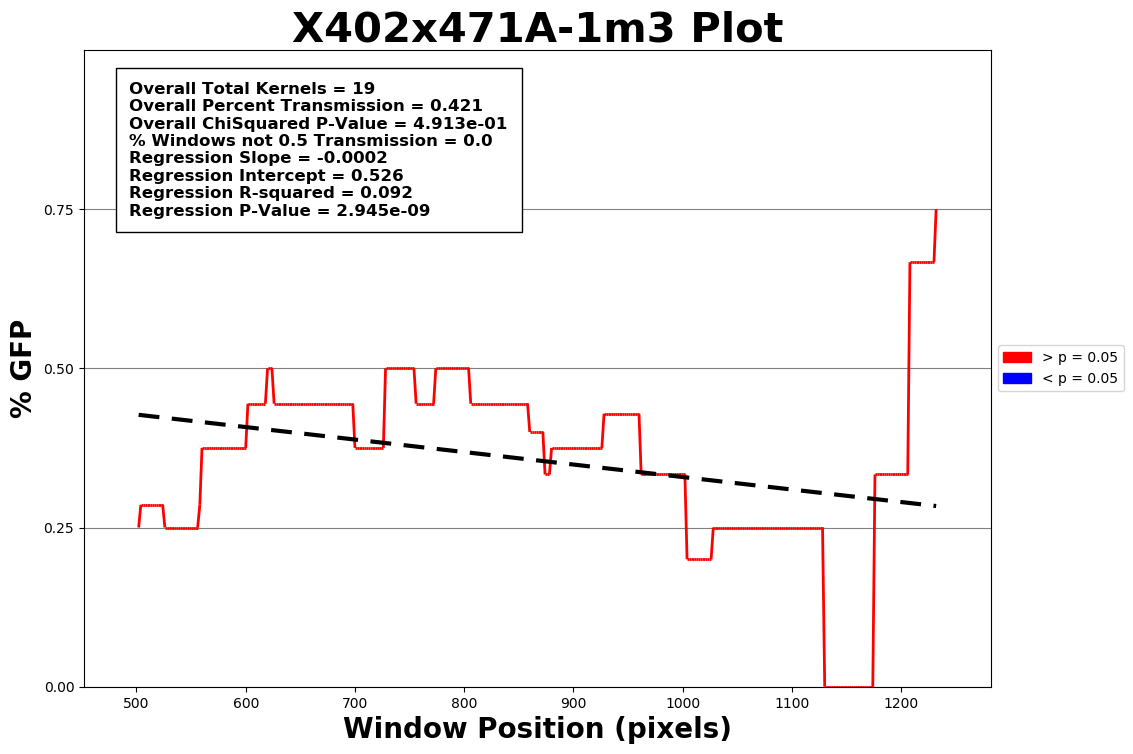 X402x471A-1m3 Plot
Overall Total Kernels = 19
Overall Percent Transmission = 0.421
Overall ChiSquared P-Value = 4.913e-01
% Windows not 0.5 Transmission = 0.0
Regression Slope = -0.0002
Regression Intercept = 0.526
Regression R-squared = 0.092
Regression P-Value = 2.945e-09
% GFP
0.75
0.50
0.25
0.00
> p = 0.05
< p = 0.05
500 600 700 800 900 1000 1100 1200
Window Position (pixels)